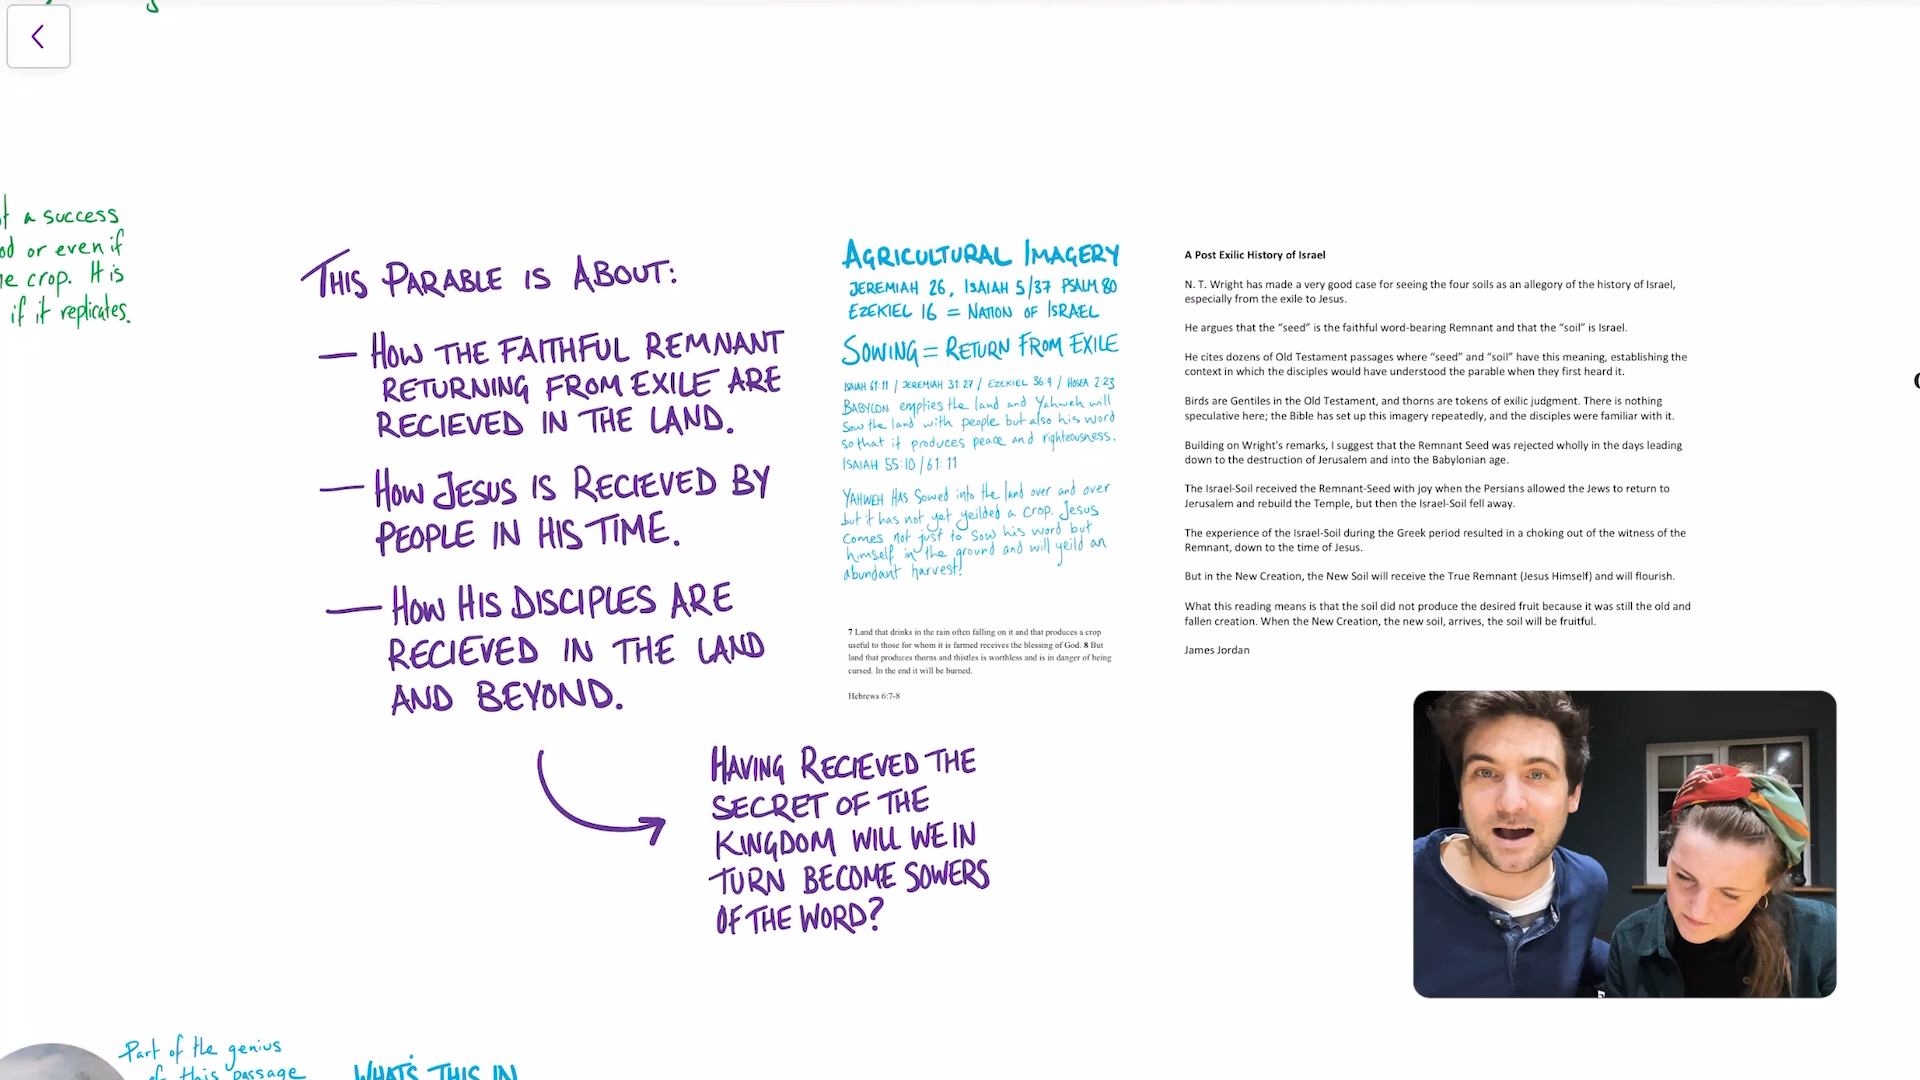 t a success
od or even if
e crop. It is
if it replicates.
THIS PARABLE IS ABOUT:
— HOW THE FAITHFUL REMNANT
RETURNING FROM EXILE ARE
RECIEVED IN THE LAND.
— HOW JESUS IS RECIEVED BY
PEOPLE IN HIS TIME.
— HOW HIS DISCIPLES ARE
RECIEVED IN THE LAND
AND BEYOND.
HAVING RECIEVED THE
SECRET OF THE
KINGDOM WILL WE IN
TURN BECOME SOWERS
OF THE WORD?
AGRICULTURAL IMAGERY
JEREMIAH 26, ISAIAH 5/37 PSALM 80
EZEKIEL 16 = NATION OF ISRAEL
SOWING = RETURN FROM EXILE
ISAIAH 61:11 / JEREMIAH 31:27 / EZEKIEL 36:9 / HOSEA 2:23
BABYLON empties the land and Yahweh will
sow the land with people but also his word
so that it produces peace and righteousness.
ISAIAH 55:10/61:11
YAHWEH HAS Sowed into the land over and over
but it has not yet yeilded a crop. Jesus
comes not just to sow his word but
himself in the ground and will yeild an
abundant harvest!
7 Land that drinks in the rain often falling on it and that produces a crop
useful to those for whom it is farmed receives the blessing of God. 8 But
land that produces thorns and thistles is worthless and is in danger of being
cursed. In the end it will be burned.
Hebrews 6:7-8
A Post Exilic History of Israel
N. T. Wright has made a very good case for seeing the four soils as an allegory of the history of Israel,
especially from the exile to Jesus.
He argues that the “seed” is the faithful word-bearing Remnant and that the “soil” is Israel.
He cites dozens of Old Testament passages where “seed” and “soil” have this meaning, establishing the
context in which the disciples would have understood the parable when they first heard it.
Birds are Gentiles in the Old Testament, and thorns are tokens of exilic judgment. There is nothing
speculative here; the Bible has set up this imagery repeatedly, and the disciples were familiar with it.
Building on Wright's remarks, I suggest that the Remnant Seed was rejected wholly in the days leading
down to the destruction of Jerusalem and into the Babylonian age.
The Israel-Soil received the Remnant-Seed with joy when the Persians allowed the Jews to return to
Jerusalem and rebuild the Temple, but then the Israel-Soil fell away.
The experience of the Israel-Soil during the Greek period resulted in a choking out of the witness of the
Remnant, down to the time of Jesus.
But in the New Creation, the New Soil will receive the True Remnant (Jesus Himself) and will flourish.
What this reading means is that the soil did not produce the desired fruit because it was still the old and
fallen creation. When the New Creation, the new soil, arrives, the soil will be fruitful.
James Jordan
Part of the genius
of this passage
WHAT'S THIS IN